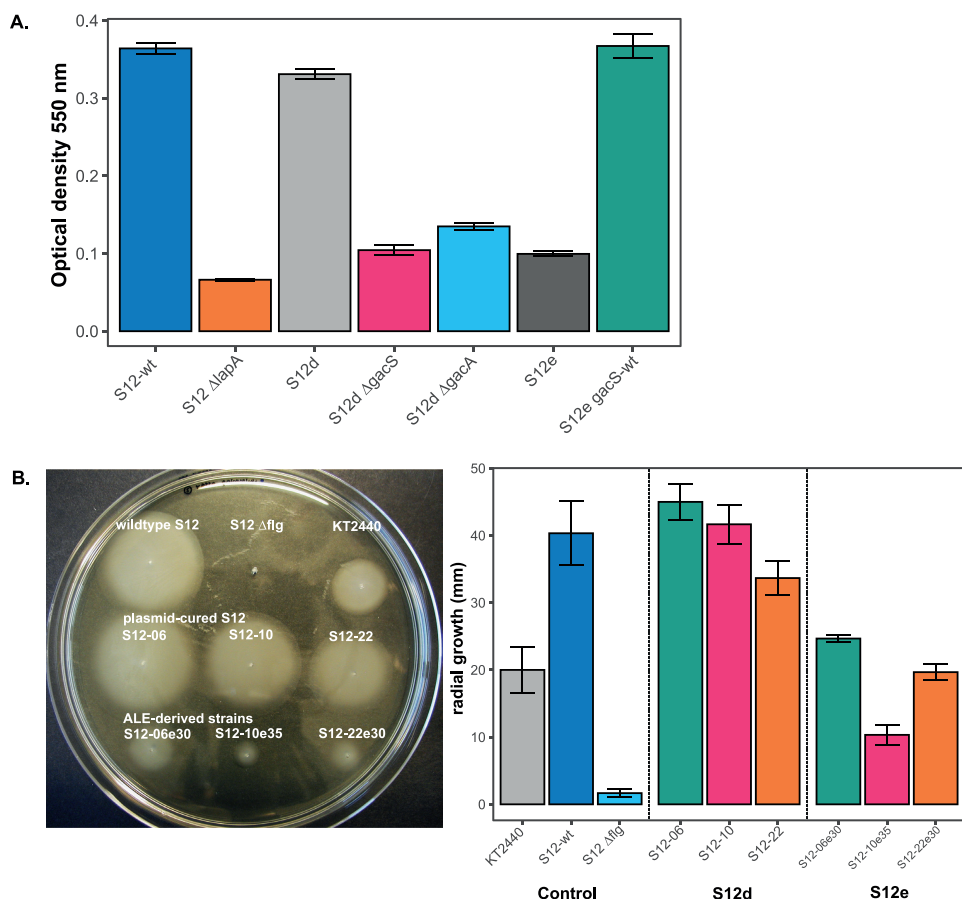 A.
Optical density 550 nm
0.4
0.3
0.2
0.1
0.0
S12-wt
S12 ΔlapA
S12d
S12d ΔgacS
S12d ΔgacA
S12e
S12e gacS-wt
B.
wildtype S12
S12 Δflg
KT2440
plasmid-cured S12
S12-06
S12-10
S12-22
ALE-derived strains
S12-06e30
S12-10e35
S12-22e30
radial growth (mm)
50
40
30
20
10
0
KT2440
S12-wt
S12 Δflg
S12-06
S12-10
S12-22
S12-06e30
S12-10e35
S12-22e30
Control
S12d
S12e